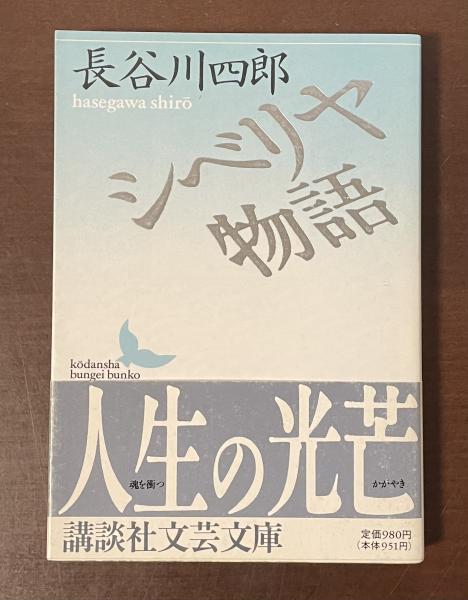 長谷川四郎
hasegawa shirō
シベリヤ
物語
kōdansha
bungei bunko
人生の光芒
魂を衝つ
かがやき
講談社文芸文庫
定価980円
(本体951円)